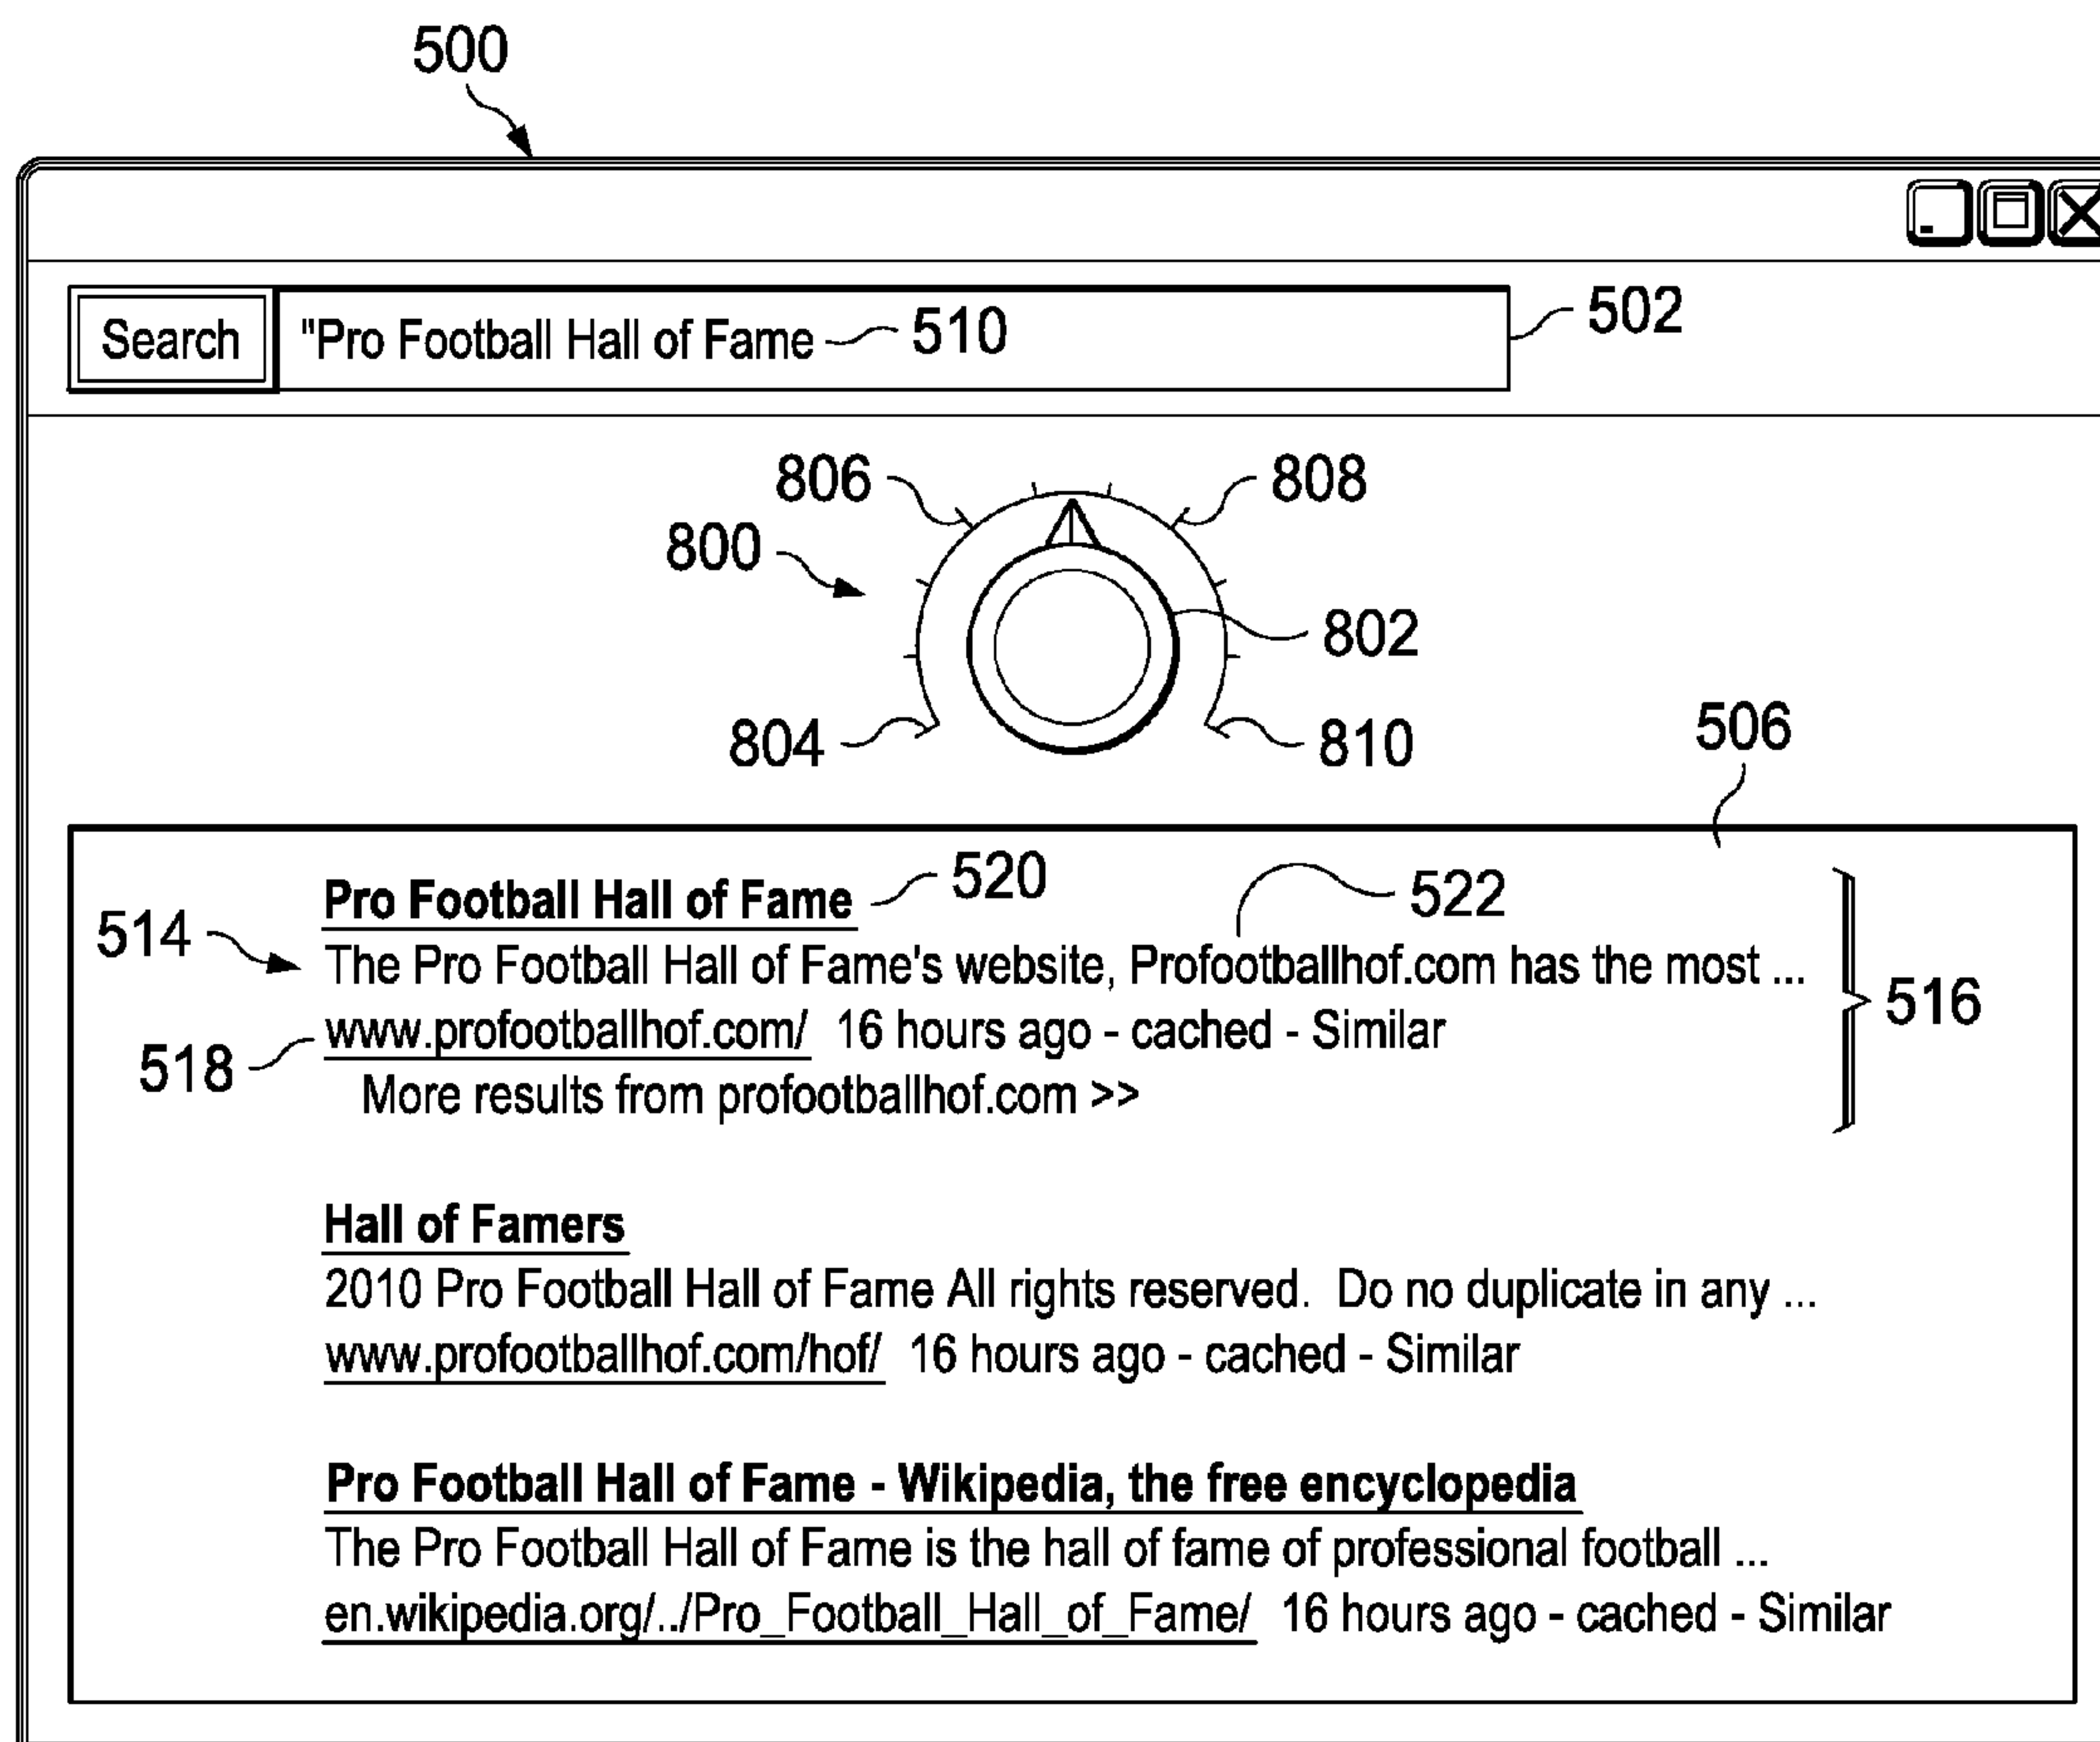 500
Search "Pro Football Hall of Fame 510 502
806 808
800
802
804 810
506
Pro Football Hall of Fame 520
522
514 The Pro Football Hall of Fame's website, Profootballhof.com has the most ...
516
518 www.profootballhof.com/ 16 hours ago - cached - Similar
More results from profootballhof.com >>
Hall of Famers
2010 Pro Football Hall of Fame All rights reserved. Do no duplicate in any ...
www.profootballhof.com/hof/ 16 hours ago - cached - Similar
Pro Football Hall of Fame - Wikipedia, the free encyclopedia
The Pro Football Hall of Fame is the hall of fame of professional football ...
en.wikipedia.org/../Pro_Football_Hall_of_Fame/ 16 hours ago - cached - Similar